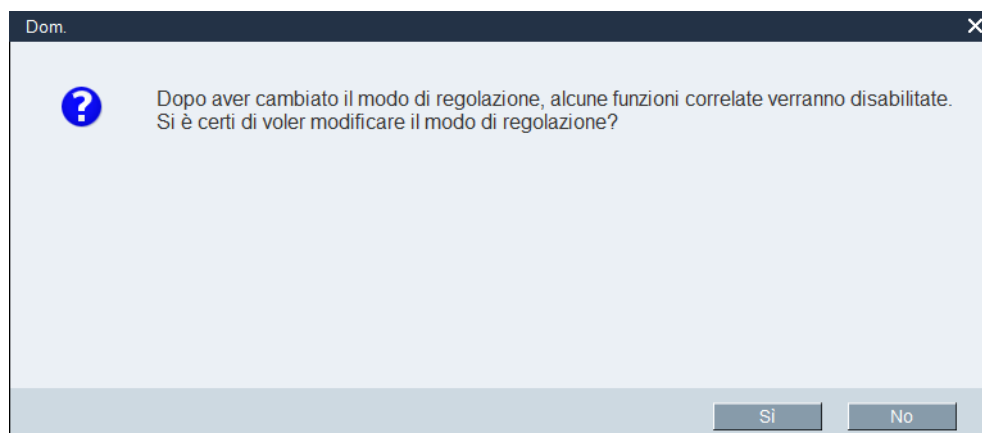 Dom.
Dopo aver cambiato il modo di regolazione, alcune funzioni correlate verranno disabilitate.
Si è certi di voler modificare il modo di regolazione?
Sì
No